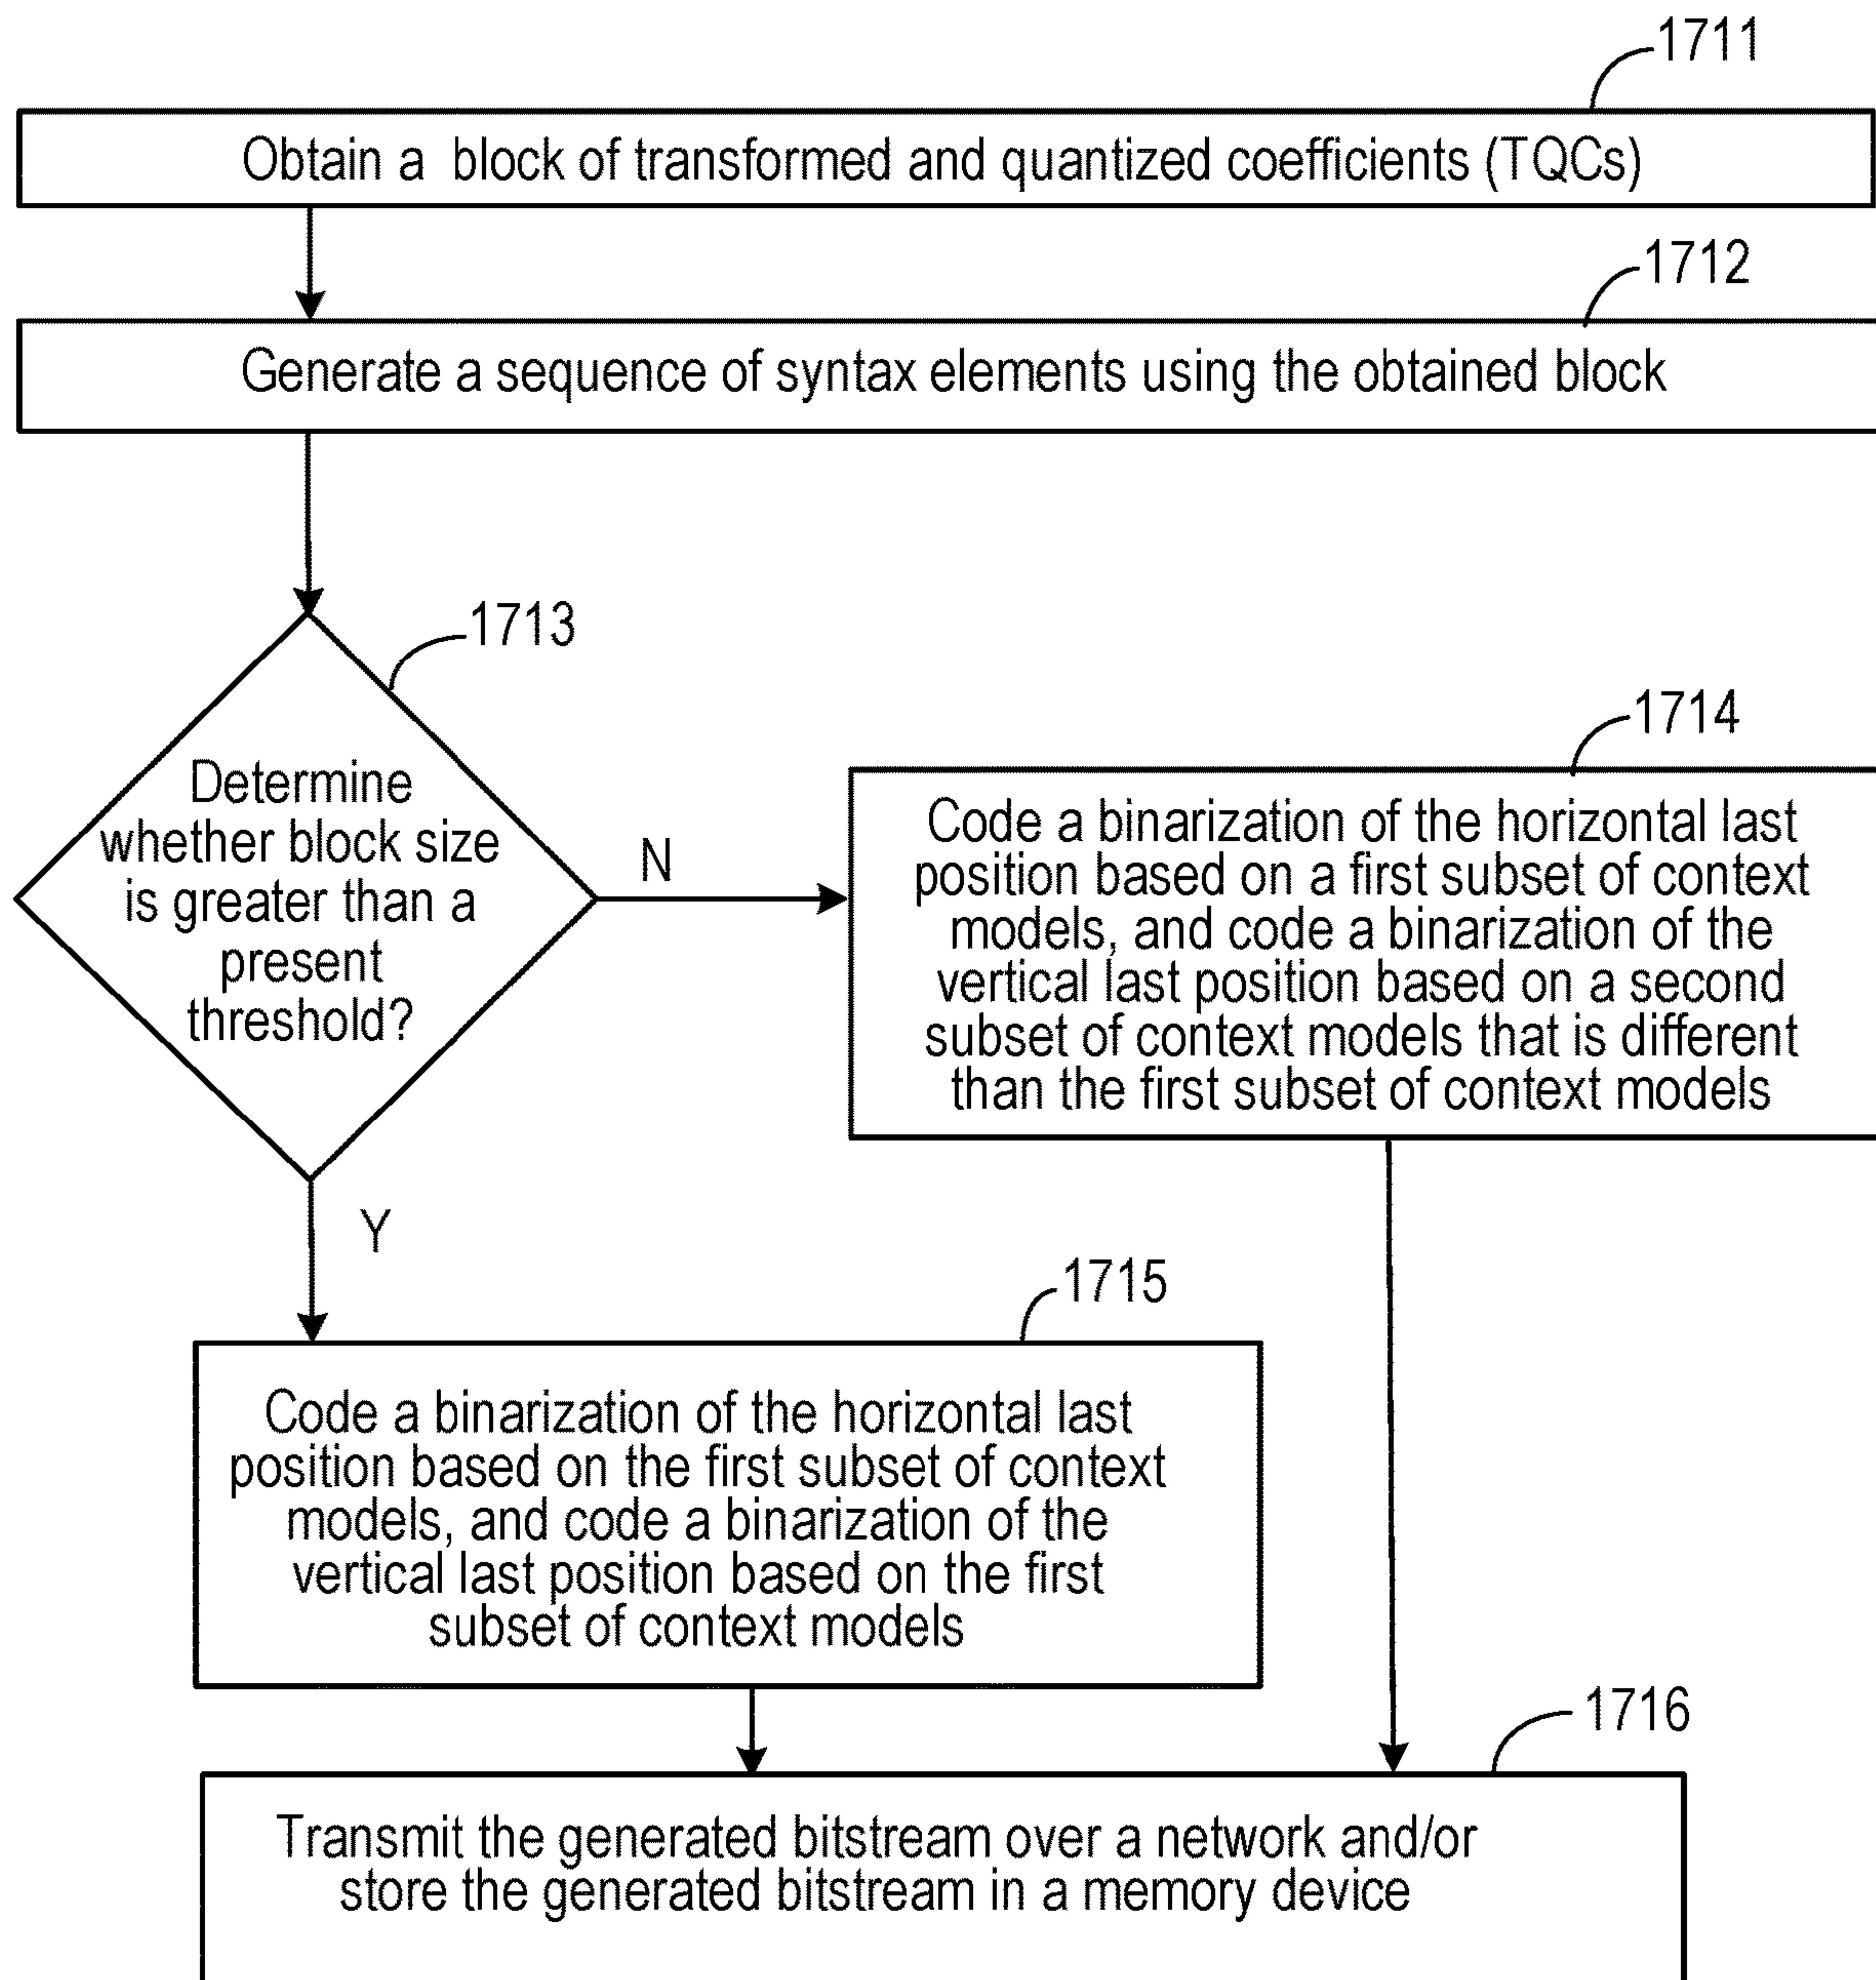 1711
Obtain a block of transformed and quantized coefficients (TQCs)
1712
Generate a sequence of syntax elements using the obtained block
1713
Determine
whether block size
is greater than a
present
threshold?
N
1714
Code a binarization of the horizontal last
position based on a first subset of context
models, and code a binarization of the
vertical last position based on a second
subset of context models that is different
than the first subset of context models
Y
1715
Code a binarization of the horizontal last
position based on the first subset of context
models, and code a binarization of the
vertical last position based on the first
subset of context models
1716
Transmit the generated bitstream over a network and/or
store the generated bitstream in a memory device